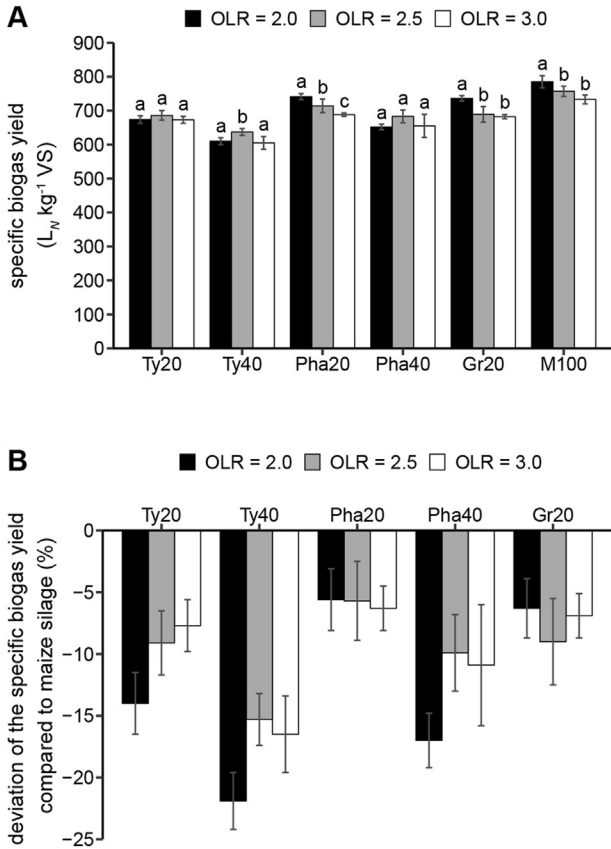 A
OLR = 2.0 OLR = 2.5 OLR = 3.0
specific biogas yield
(L_N kg⁻¹ VS)
900
800
700
600
500
400
300
200
100
0
a a a a b a a b c a a a a b b a b b
Ty20 Ty40 Pha20 Pha40 Gr20 M100
B
OLR = 2.0 OLR = 2.5 OLR = 3.0
deviation of the specific biogas yield
compared to maize silage (%)
Ty20 Ty40 Pha20 Pha40 Gr20
0
−5
−10
−15
−20
−25